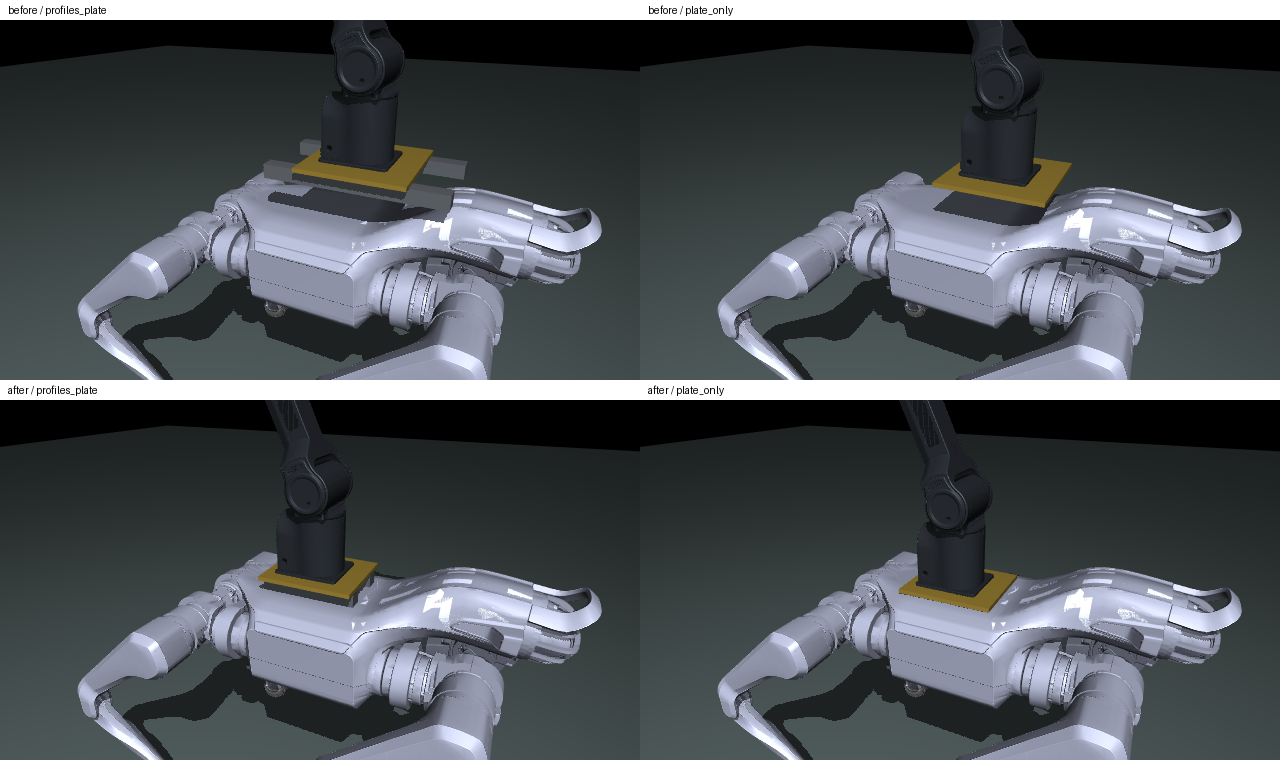 before / profiles_plate
before / plate_only
after / profiles_plate
after / plate_only